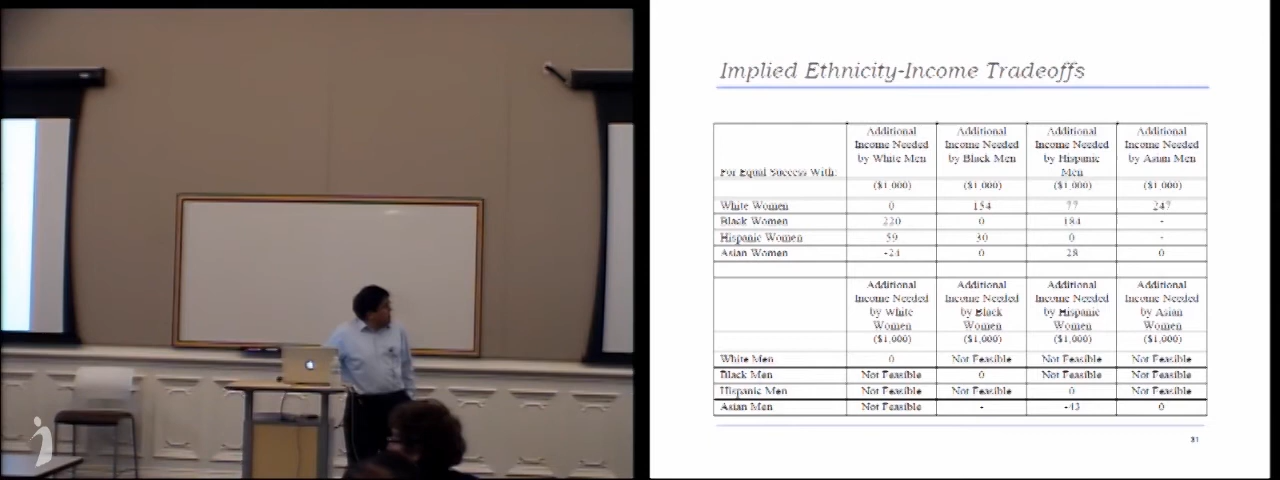 Implied Ethnicity-Income Tradeoffs
For Equal Success With:
Additional Income Needed by White Men
Additional Income Needed by Black Men
Additional Income Needed by Hispanic Men
Additional Income Needed by Asian Men
($1,000) ($1,000) ($1,000) ($1,000)
White Women 0 154 77 247
Black Women 220 0 184 -
Hispanic Women 59 30 0 -
Asian Women -24 0 28 0
Additional Income Needed by White Women ($1,000)
Additional Income Needed by Black Women ($1,000)
Additional Income Needed by Hispanic Women ($1,000)
Additional Income Needed by Asian Women ($1,000)
White Men 0 Not Feasible Not Feasible Not Feasible
Black Men Not Feasible 0 Not Feasible Not Feasible
Hispanic Men Not Feasible Not Feasible 0 Not Feasible
Asian Men Not Feasible - -43 0
31